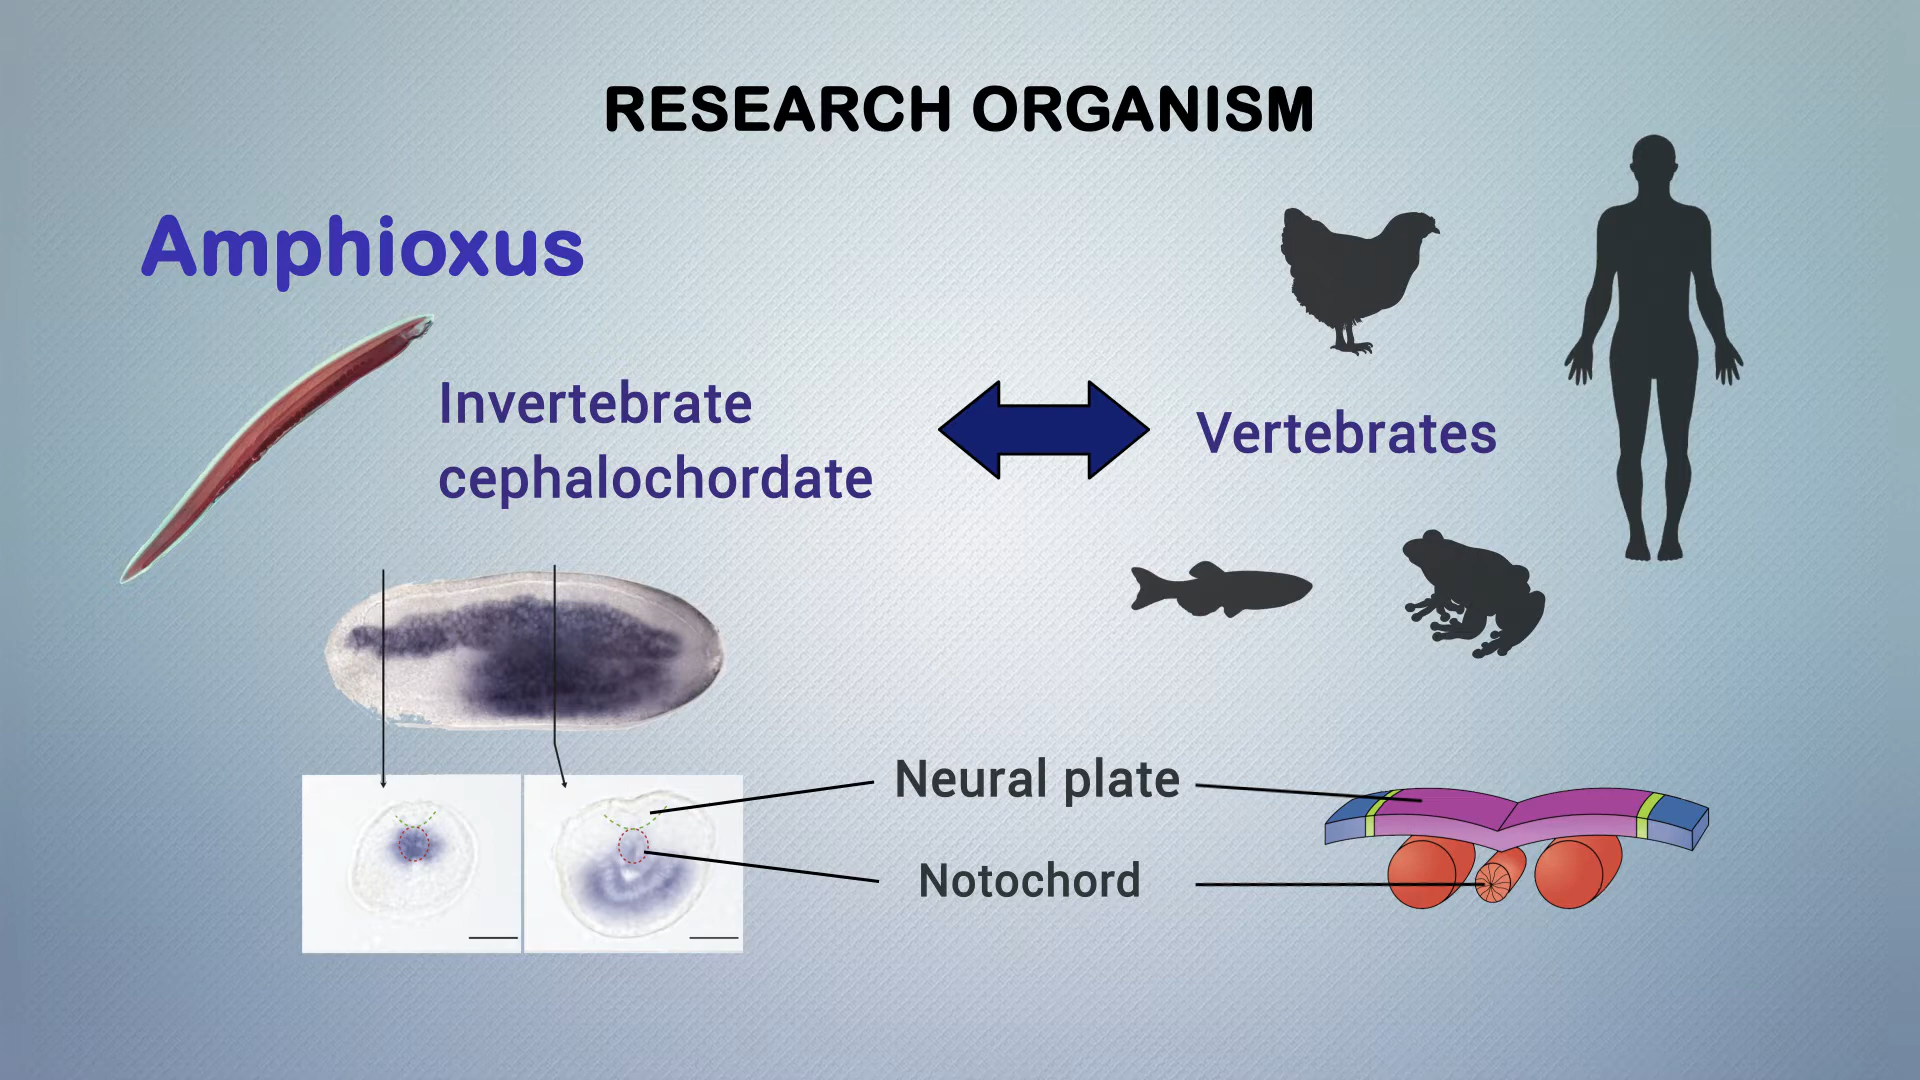 RESEARCH ORGANISM
Amphioxus
Invertebrate
cephalochordate
Vertebrates
Neural plate
Notochord